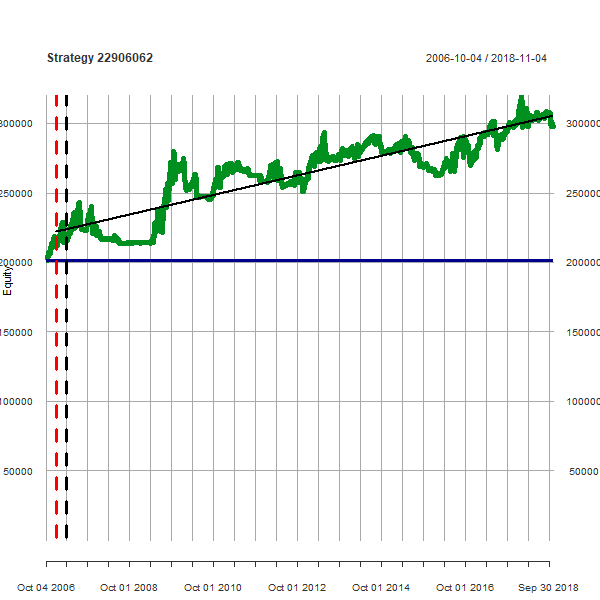 Strategy 22906062 2006-10-04 / 2018-11-04
300000 300000
250000 250000
200000 200000
Equity
150000 150000
100000 100000
50000 50000
Oct 04 2006 Oct 01 2008 Oct 01 2010 Oct 01 2012 Oct 01 2014 Oct 01 2016 Sep 30 2018